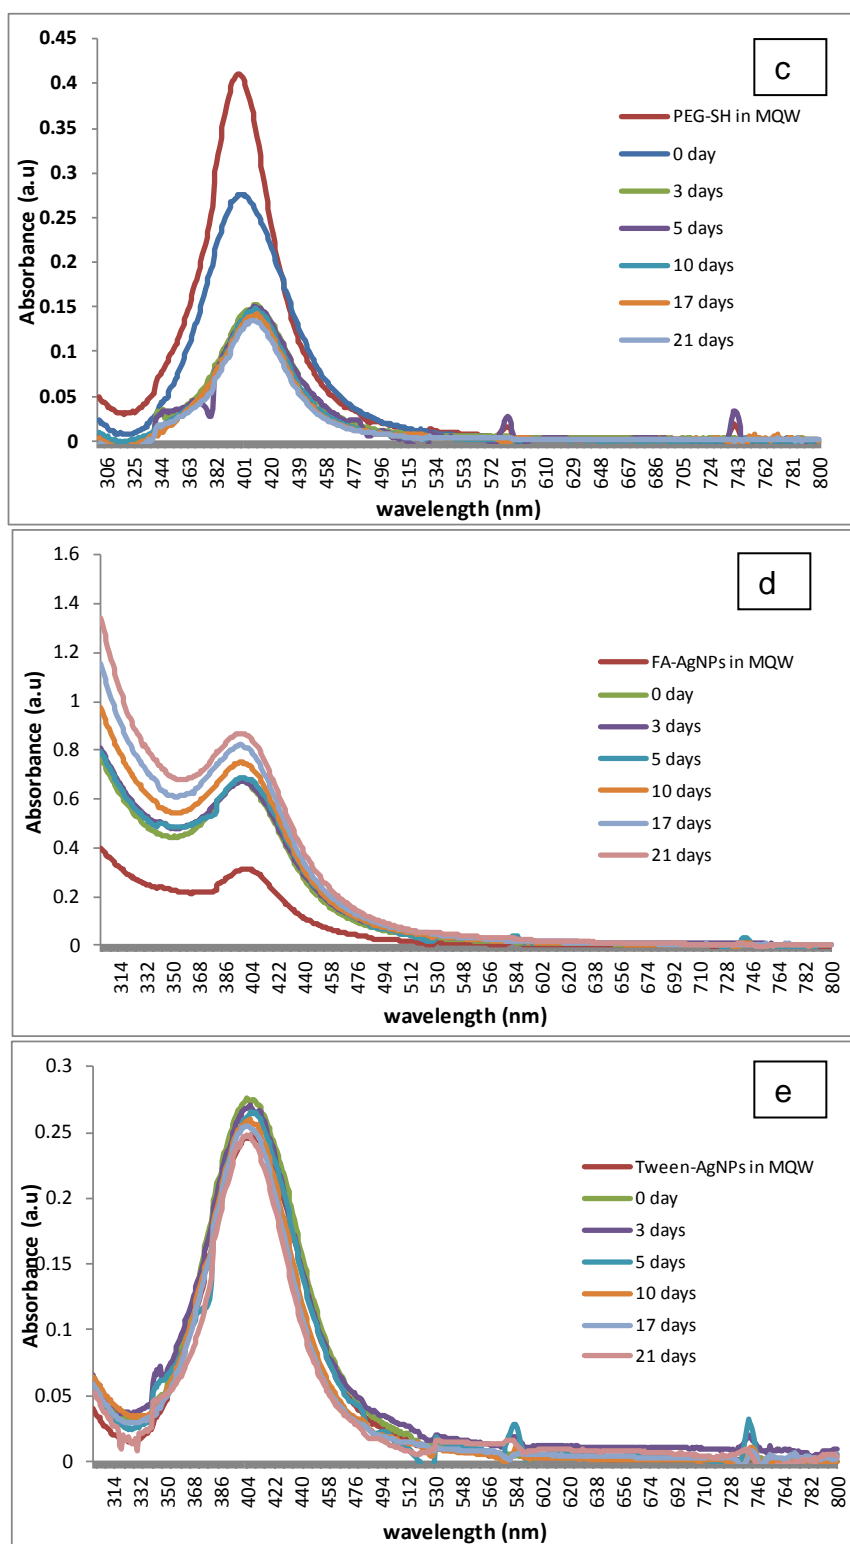 c
0.45
0.4
0.35
0.3
0.25
0.2
0.15
0.1
0.05
0
Absorbance (a.u)
PEG-SH in MQW
0 day
3 days
5 days
10 days
17 days
21 days
306 325 344 363 382 401 420 439 458 477 496 515 534 553 572 591 610 629 648 667 686 705 724 743 762 781 800
wavelength (nm)
d
1.6
1.4
1.2
1
0.8
0.6
0.4
0.2
0
Absorbance (a.u)
FA-AgNPs in MQW
0 day
3 days
5 days
10 days
17 days
21 days
314 332 350 368 386 404 422 440 458 476 494 512 530 548 566 584 602 620 638 656 674 692 710 728 746 764 782 800
wavelength (nm)
e
0.3
0.25
0.2
0.15
0.1
0.05
0
Absorbance (a.u)
Tween-AgNPs in MQW
0 day
3 days
5 days
10 days
17 days
21 days
314 332 350 368 386 404 422 440 458 476 494 512 530 548 566 584 602 620 638 656 674 692 710 728 746 764 782 800
wavelength (nm)